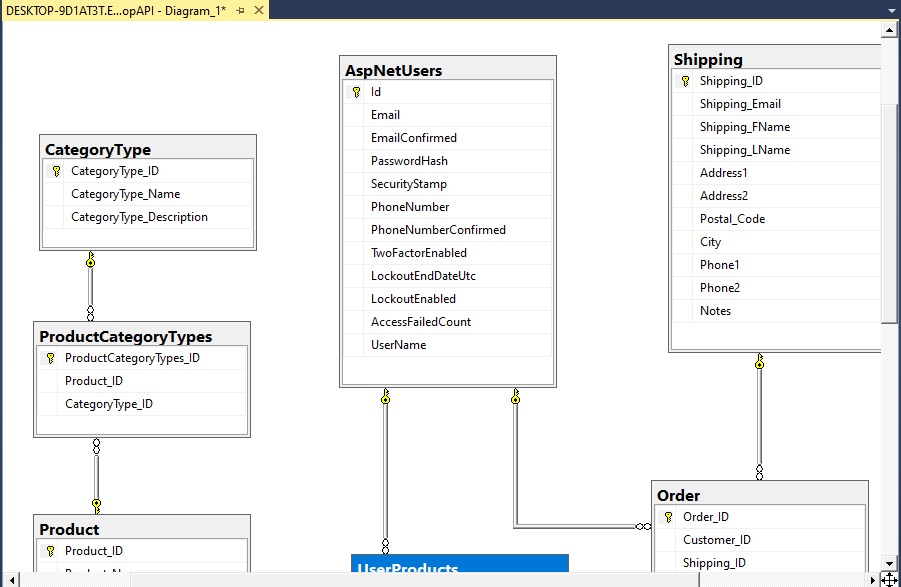 DESKTOP-9D1AT3T.E...opAPI - Diagram_1*
CategoryType
CategoryType_ID
CategoryType_Name
CategoryType_Description
ProductCategoryTypes
ProductCategoryTypes_ID
Product_ID
CategoryType_ID
Product
Product_ID
AspNetUsers
Id
Email
EmailConfirmed
PasswordHash
SecurityStamp
PhoneNumber
PhoneNumberConfirmed
TwoFactorEnabled
LockoutEndDateUtc
LockoutEnabled
AccessFailedCount
UserName
UserProducts
Shipping
Shipping_ID
Shipping_Email
Shipping_FName
Shipping_LName
Address1
Address2
Postal_Code
City
Phone1
Phone2
Notes
Order
Order_ID
Customer_ID
Shipping_ID